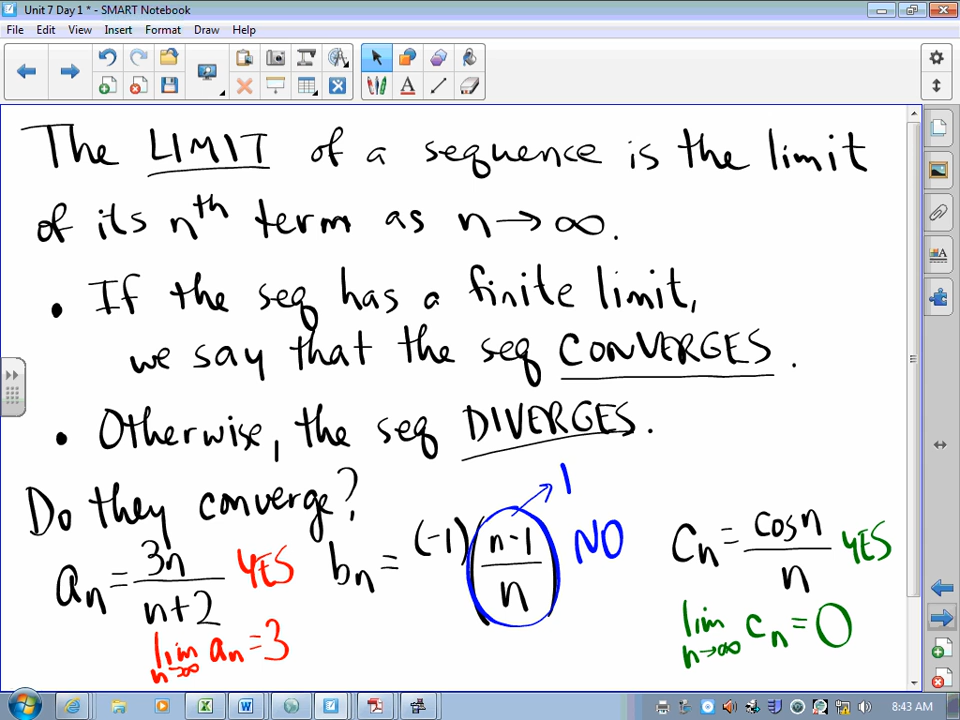 Unit 7 Day 1 * - SMART Notebook
File Edit View Insert Format Tools Draw Help
The LIMIT of a sequence is the limit
of its nth term as n→∞.
• If the seq has a finite limit,
we say that the seq CONVERGES.
• Otherwise, the seq DIVERGES.
Do they converge?
aₙ = 3n/(n+2) YES
lim n→∞ aₙ = 3
bₙ = (-1)((n-1)/n) → 1 NO
cₙ = cos n / n YES
lim n→∞ cₙ = 0
8:43 AM